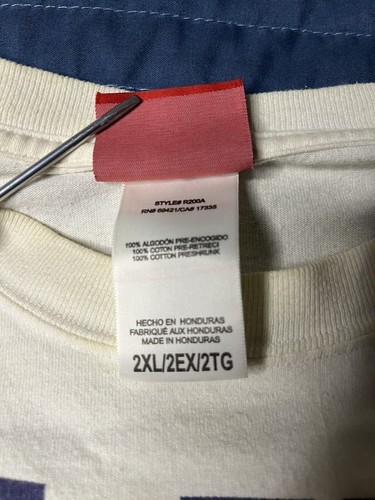 STYLE# R200A
RN# 69421/CA# 17335
100% ALGODÓN PRE-ENCOGIDO
100% COTON PRE-RETRECI
100% COTTON PRESHRUNK
HECHO EN HONDURAS
FABRIQUÉ AUX HONDURAS
MADE IN HONDURAS
2XL/2EX/2TG